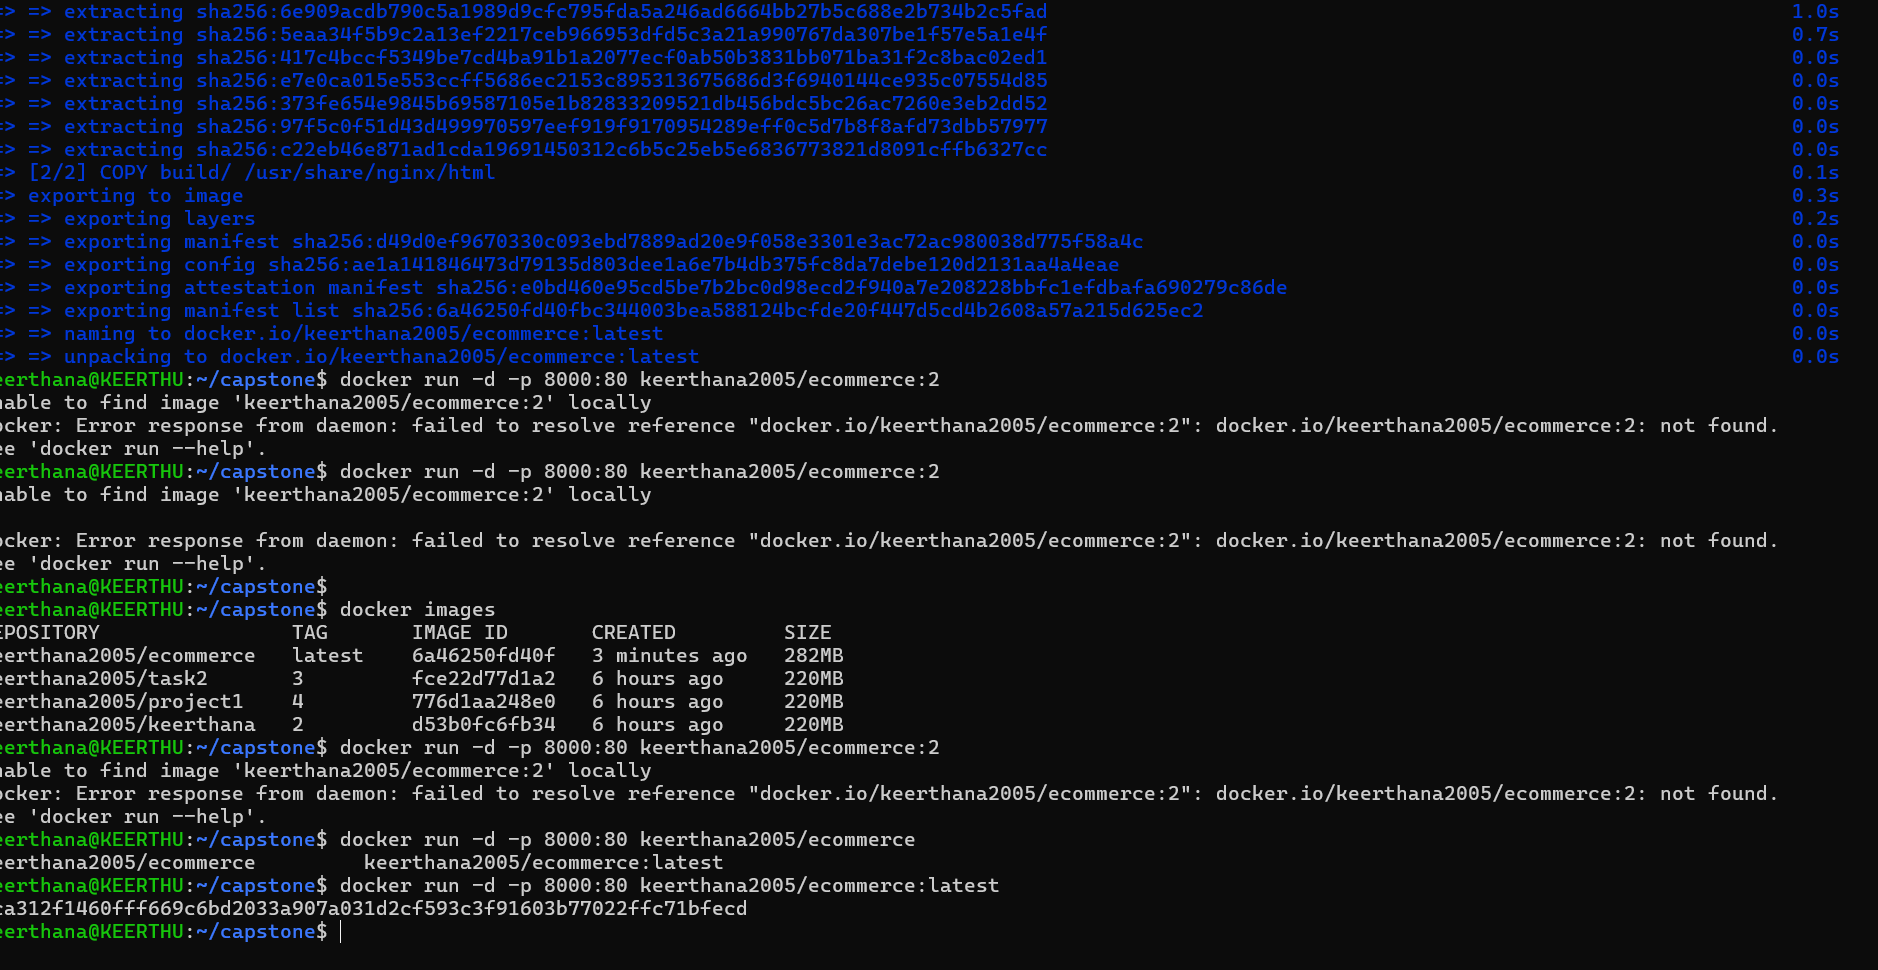 => => extracting sha256:6e909acdb790c5a1989d9cfc795fda5a246ad6664bb27b5c688e2b734b2c5fad 1.0s
=> => extracting sha256:5eaa34f5b9c2a13ef2217ceb966953dfd5c3a21a990767da307be1f57e5a1e4f 0.7s
=> => extracting sha256:417c4bccf5349be7cd4ba91b1a2077ecf0ab50b3831bb071ba31f2c8bac02ed1 0.0s
=> => extracting sha256:e7e0ca015e553ccff5686ec2153c895313675686d3f6940144ce935c07554d85 0.0s
=> => extracting sha256:373fe654e9845b69587105e1b82833209521db456bdc5bc26ac7260e3eb2dd52 0.0s
=> => extracting sha256:97f5c0f51d43d499970597eef919f9170954289eff0c5d7b8f8afd73dbb57977 0.0s
=> => extracting sha256:c22eb46e871ad1cda19691450312c6b5c25eb5e6836773821d8091cffb6327cc 0.0s
=> [2/2] COPY build/ /usr/share/nginx/html 0.1s
=> exporting to image 0.3s
=> => exporting layers 0.2s
=> => exporting manifest sha256:d49d0ef9670330c093ebd7889ad20e9f058e3301e3ac72ac980038d775f58a4c 0.0s
=> => exporting config sha256:ae1a141846473d79135d803dee1a6e7b4db375fc8da7debe120d2131aa4a4eae 0.0s
=> => exporting attestation manifest sha256:e0bd460e95cd5be7b2bc0d98ecd2f940a7e208228bbfc1efdbafa690279c86de 0.0s
=> => exporting manifest list sha256:6a46250fd40fbc344003bea588124bcfde20f447d5cd4b2608a57a215d625ec2 0.0s
=> => naming to docker.io/keerthana2005/ecommerce:latest 0.0s
=> => unpacking to docker.io/keerthana2005/ecommerce:latest 0.0s
eerthana@KEERTHU:~/capstone$ docker run -d -p 8000:80 keerthana2005/ecommerce:2
nable to find image 'keerthana2005/ecommerce:2' locally
ocker: Error response from daemon: failed to resolve reference "docker.io/keerthana2005/ecommerce:2": docker.io/keerthana2005/ecommerce:2: not found.
ee 'docker run --help'.
eerthana@KEERTHU:~/capstone$ docker run -d -p 8000:80 keerthana2005/ecommerce:2
nable to find image 'keerthana2005/ecommerce:2' locally
ocker: Error response from daemon: failed to resolve reference "docker.io/keerthana2005/ecommerce:2": docker.io/keerthana2005/ecommerce:2: not found.
ee 'docker run --help'.
eerthana@KEERTHU:~/capstone$
eerthana@KEERTHU:~/capstone$ docker images
EPOSITORY TAG IMAGE ID CREATED SIZE
eerthana2005/ecommerce latest 6a46250fd40f 3 minutes ago 282MB
eerthana2005/task2 3 fce22d77d1a2 6 hours ago 220MB
eerthana2005/project1 4 776d1aa248e0 6 hours ago 220MB
eerthana2005/keerthana 2 d53b0fc6fb34 6 hours ago 220MB
eerthana@KEERTHU:~/capstone$ docker run -d -p 8000:80 keerthana2005/ecommerce:2
nable to find image 'keerthana2005/ecommerce:2' locally
ocker: Error response from daemon: failed to resolve reference "docker.io/keerthana2005/ecommerce:2": docker.io/keerthana2005/ecommerce:2: not found.
ee 'docker run --help'.
eerthana@KEERTHU:~/capstone$ docker run -d -p 8000:80 keerthana2005/ecommerce
eerthana2005/ecommerce keerthana2005/ecommerce:latest
eerthana@KEERTHU:~/capstone$ docker run -d -p 8000:80 keerthana2005/ecommerce:latest
ca312f1460fff669c6bd2033a907a031d2cf593c3f91603b77022ffc71bfecd
eerthana@KEERTHU:~/capstone$